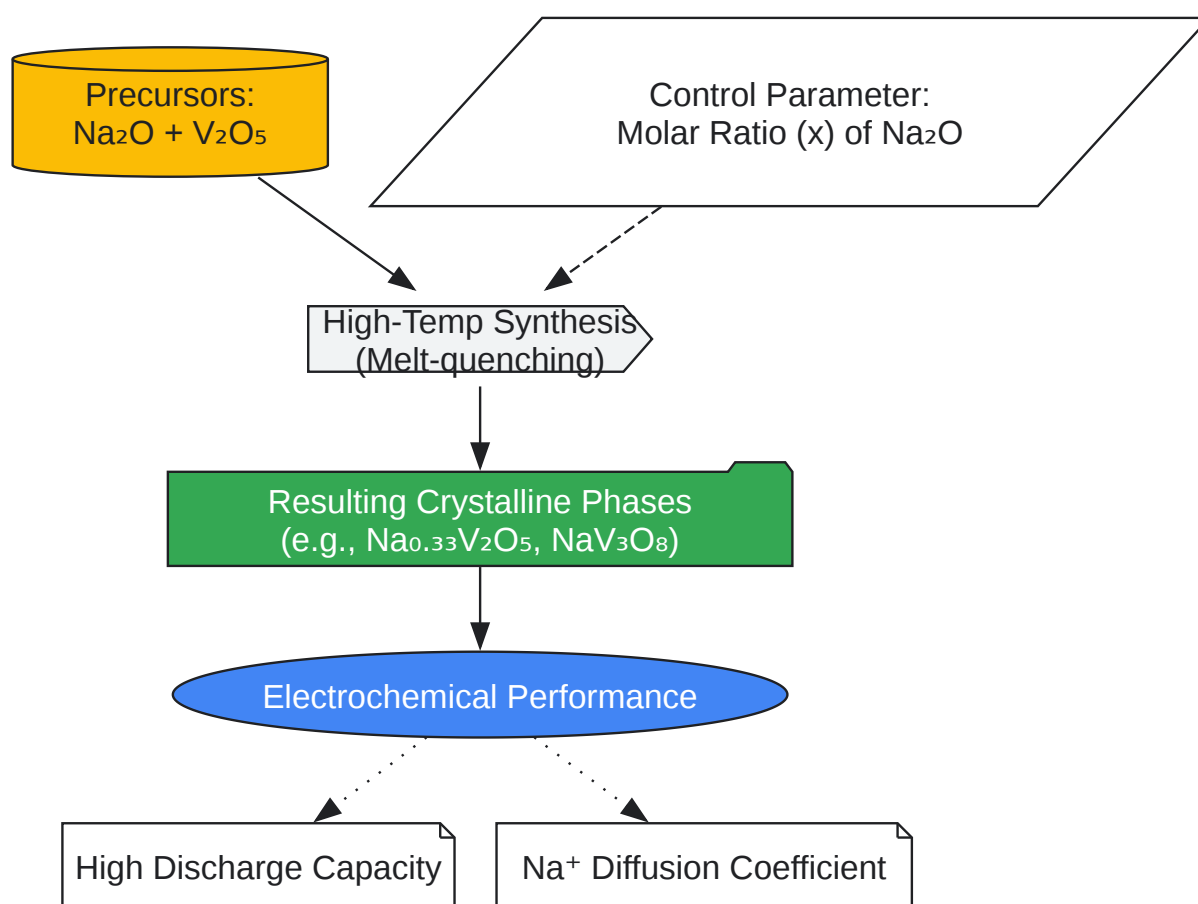 Precursors:
Na₂O + V₂O₅
Control Parameter:
Molar Ratio (x) of Na₂O
High-Temp Synthesis
(Melt-quenching)
Resulting Crystalline Phases
(e.g., Na₀.₃₃V₂O₅, NaV₃O₈)
Electrochemical Performance
High Discharge Capacity
Na⁺ Diffusion Coefficient